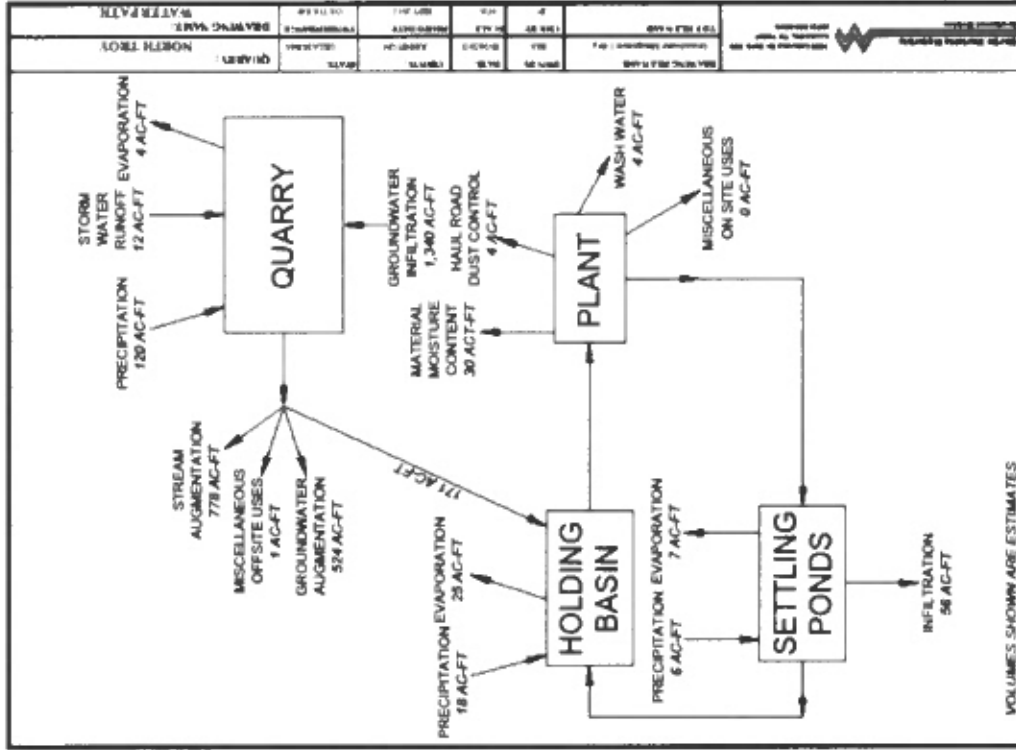 WATER PATH
DRAWING NAME:
NORTH TROY
QUARRY:
STORM
WATER
RUNOFF
12 AC-FT
EVAPORATION
4 AC-FT
PRECIPITATION
120 AC-FT
QUARRY
GROUNDWATER
INFILTRATION
1,340 AC-FT
STREAM
AUGMENTATION
778 AC-FT
MISCELLANEOUS
OFFSITE USES
1 AC-FT
GROUNDWATER
AUGMENTATION
524 AC-FT
171 AC-FT
MATERIAL
MOISTURE
CONTENT
30 ACT-FT
HAUL ROAD
DUST CONTROL
4 AC-FT
WASH WATER
4 AC-FT
MISCELLANEOUS
ON SITE USES
0 AC-FT
PLANT
PRECIPITATION
18 AC-FT
EVAPORATION
25 AC-FT
HOLDING
BASIN
PRECIPITATION
6 AC-FT
EVAPORATION
7 AC-FT
SETTLING
PONDS
INFILTRATION
56 AC-FT
VOLUMES SHOWN ARE ESTIMATES